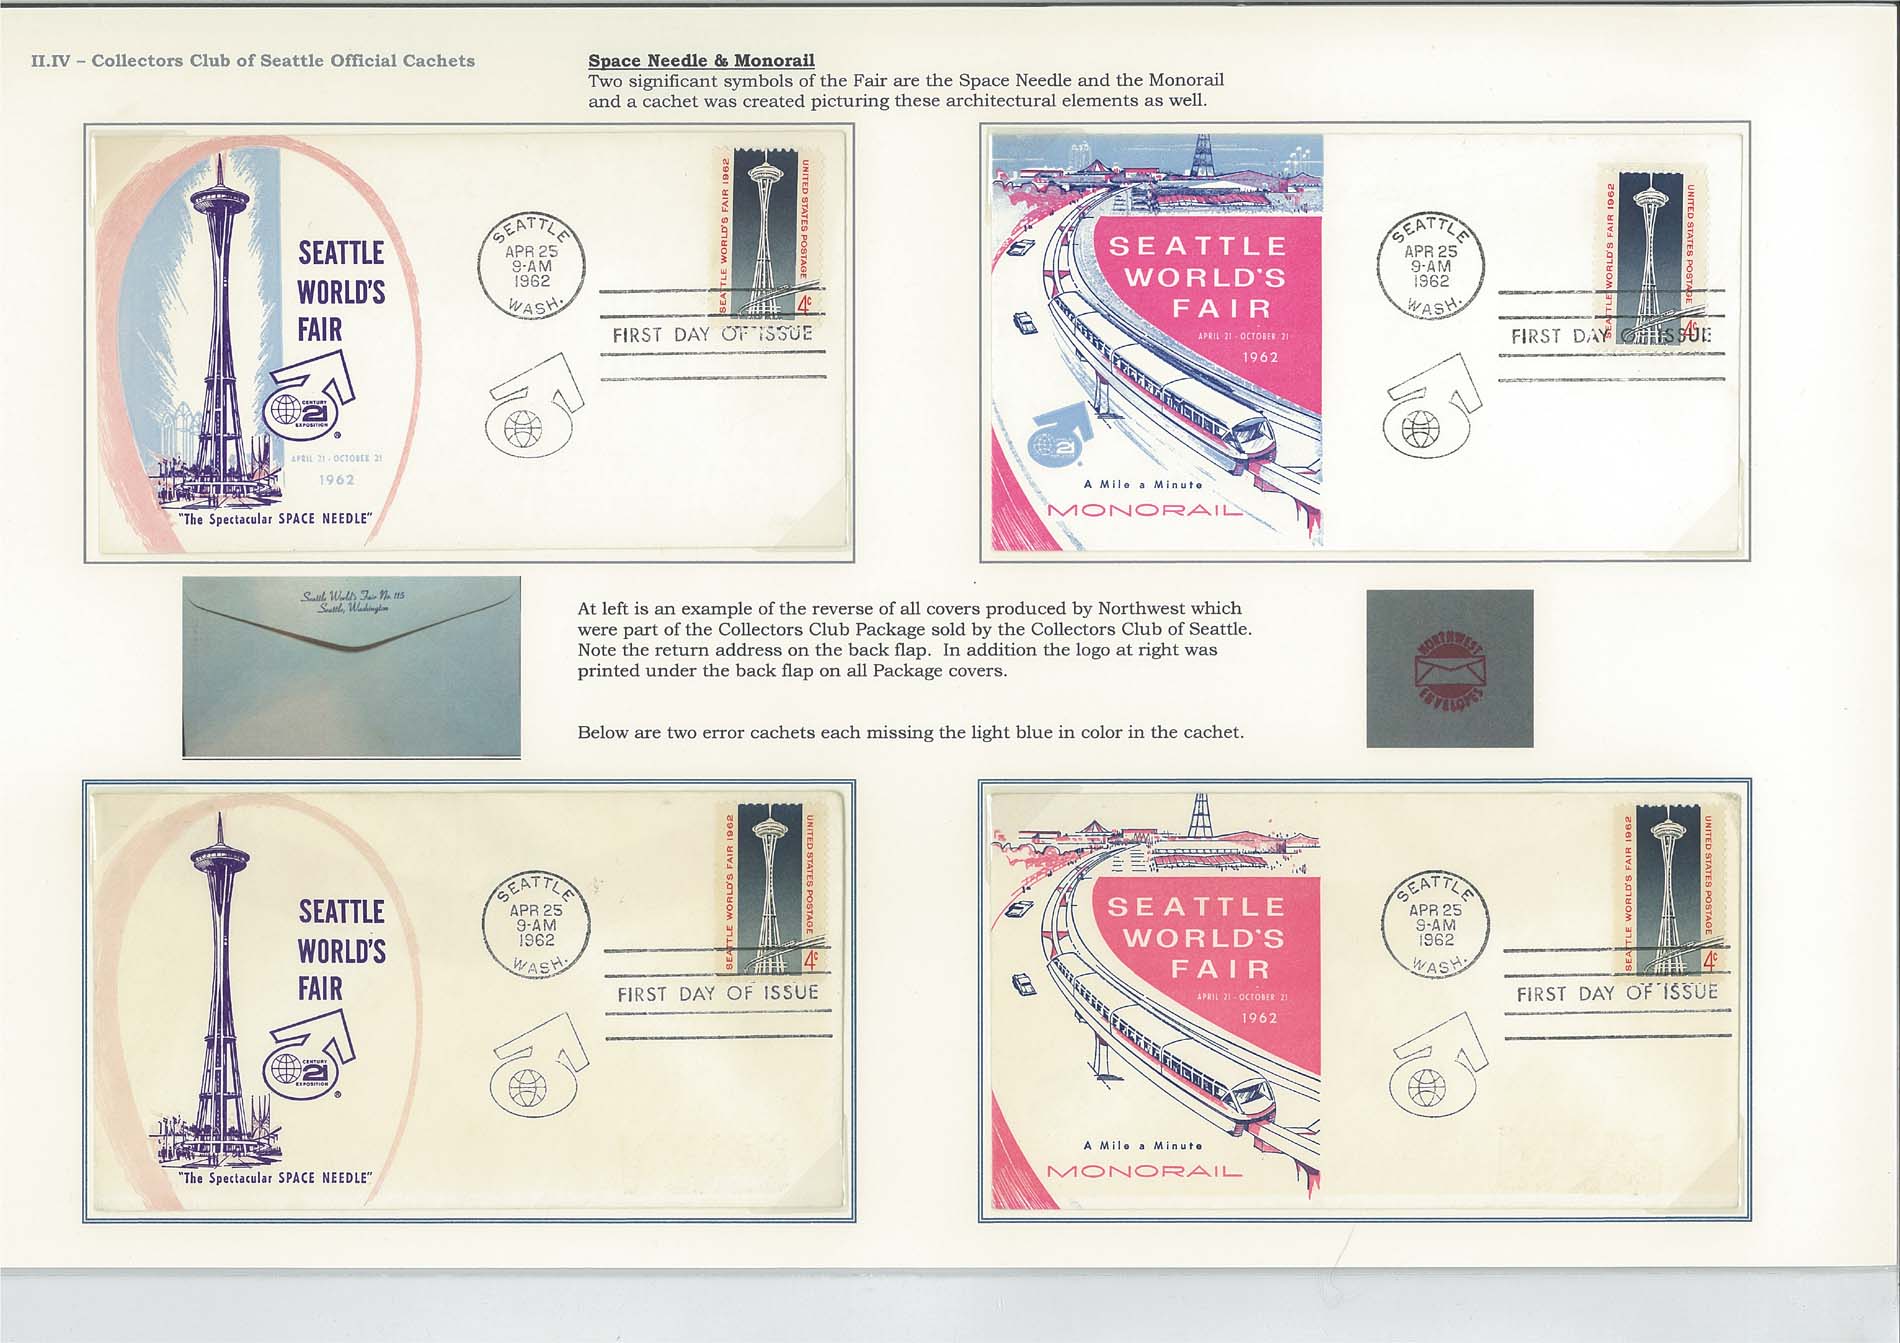 II.IV – Collectors Club of Seattle Official Cachets
Space Needle & Monorail
Two significant symbols of the Fair are the Space Needle and the Monorail
and a cachet was created picturing these architectural elements as well.
SEATTLE
WORLD'S
FAIR
CENTURY
21
EXPOSITION
®
APRIL 21 - OCTOBER 21
1962
"The Spectacular SPACE NEEDLE"
SEATTLE
APR 25
9-AM
1962
WASH.
SEATTLE WORLD'S FAIR 1962
UNITED STATES POSTAGE
4¢
FIRST DAY OF ISSUE
SEATTLE
WORLD'S
FAIR
APRIL 21 - OCTOBER 21
1962
21
A Mile a Minute
MONORAIL
SEATTLE
APR 25
9-AM
1962
WASH.
SEATTLE WORLD'S FAIR 1962
UNITED STATES POSTAGE
4¢
FIRST DAY OF ISSUE
Seattle World's Fair No. 115
Seattle, Washington
At left is an example of the reverse of all covers produced by Northwest which
were part of the Collectors Club Package sold by the Collectors Club of Seattle.
Note the return address on the back flap. In addition the logo at right was
printed under the back flap on all Package covers.
NORTHWEST
ENVELOPES
Below are two error cachets each missing the light blue in color in the cachet.
SEATTLE
WORLD'S
FAIR
CENTURY
21
EXPOSITION
®
"The Spectacular SPACE NEEDLE"
SEATTLE
APR 25
9-AM
1962
WASH.
SEATTLE WORLD'S FAIR 1962
UNITED STATES POSTAGE
4¢
FIRST DAY OF ISSUE
SEATTLE
WORLD'S
FAIR
APRIL 21 - OCTOBER 21
1962
A Mile a Minute
MONORAIL
SEATTLE
APR 25
9-AM
1962
WASH.
SEATTLE WORLD'S FAIR 1962
UNITED STATES POSTAGE
4¢
FIRST DAY OF ISSUE